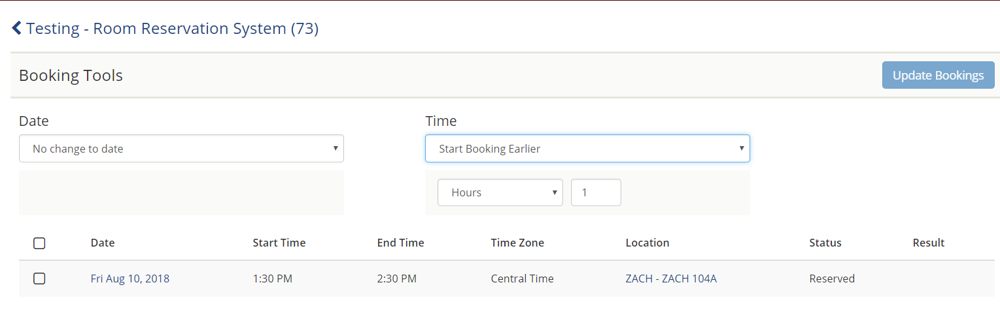 Testing - Room Reservation System (73)
Booking Tools
Update Bookings
Date
Time
No change to date
Start Booking Earlier
Hours
1
Date Start Time End Time Time Zone Location Status Result
Fri Aug 10, 2018 1:30 PM 2:30 PM Central Time ZACH - ZACH 104A Reserved